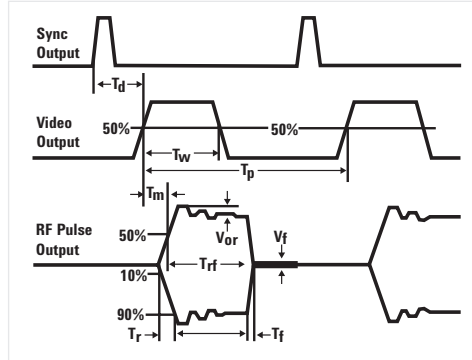 Sync
Output
Td
Video
Output
50%
50%
Tw
Tp
Tm
RF Pulse
Output
50%
Vor
Vf
Trf
10%
90%
Tr
Tf